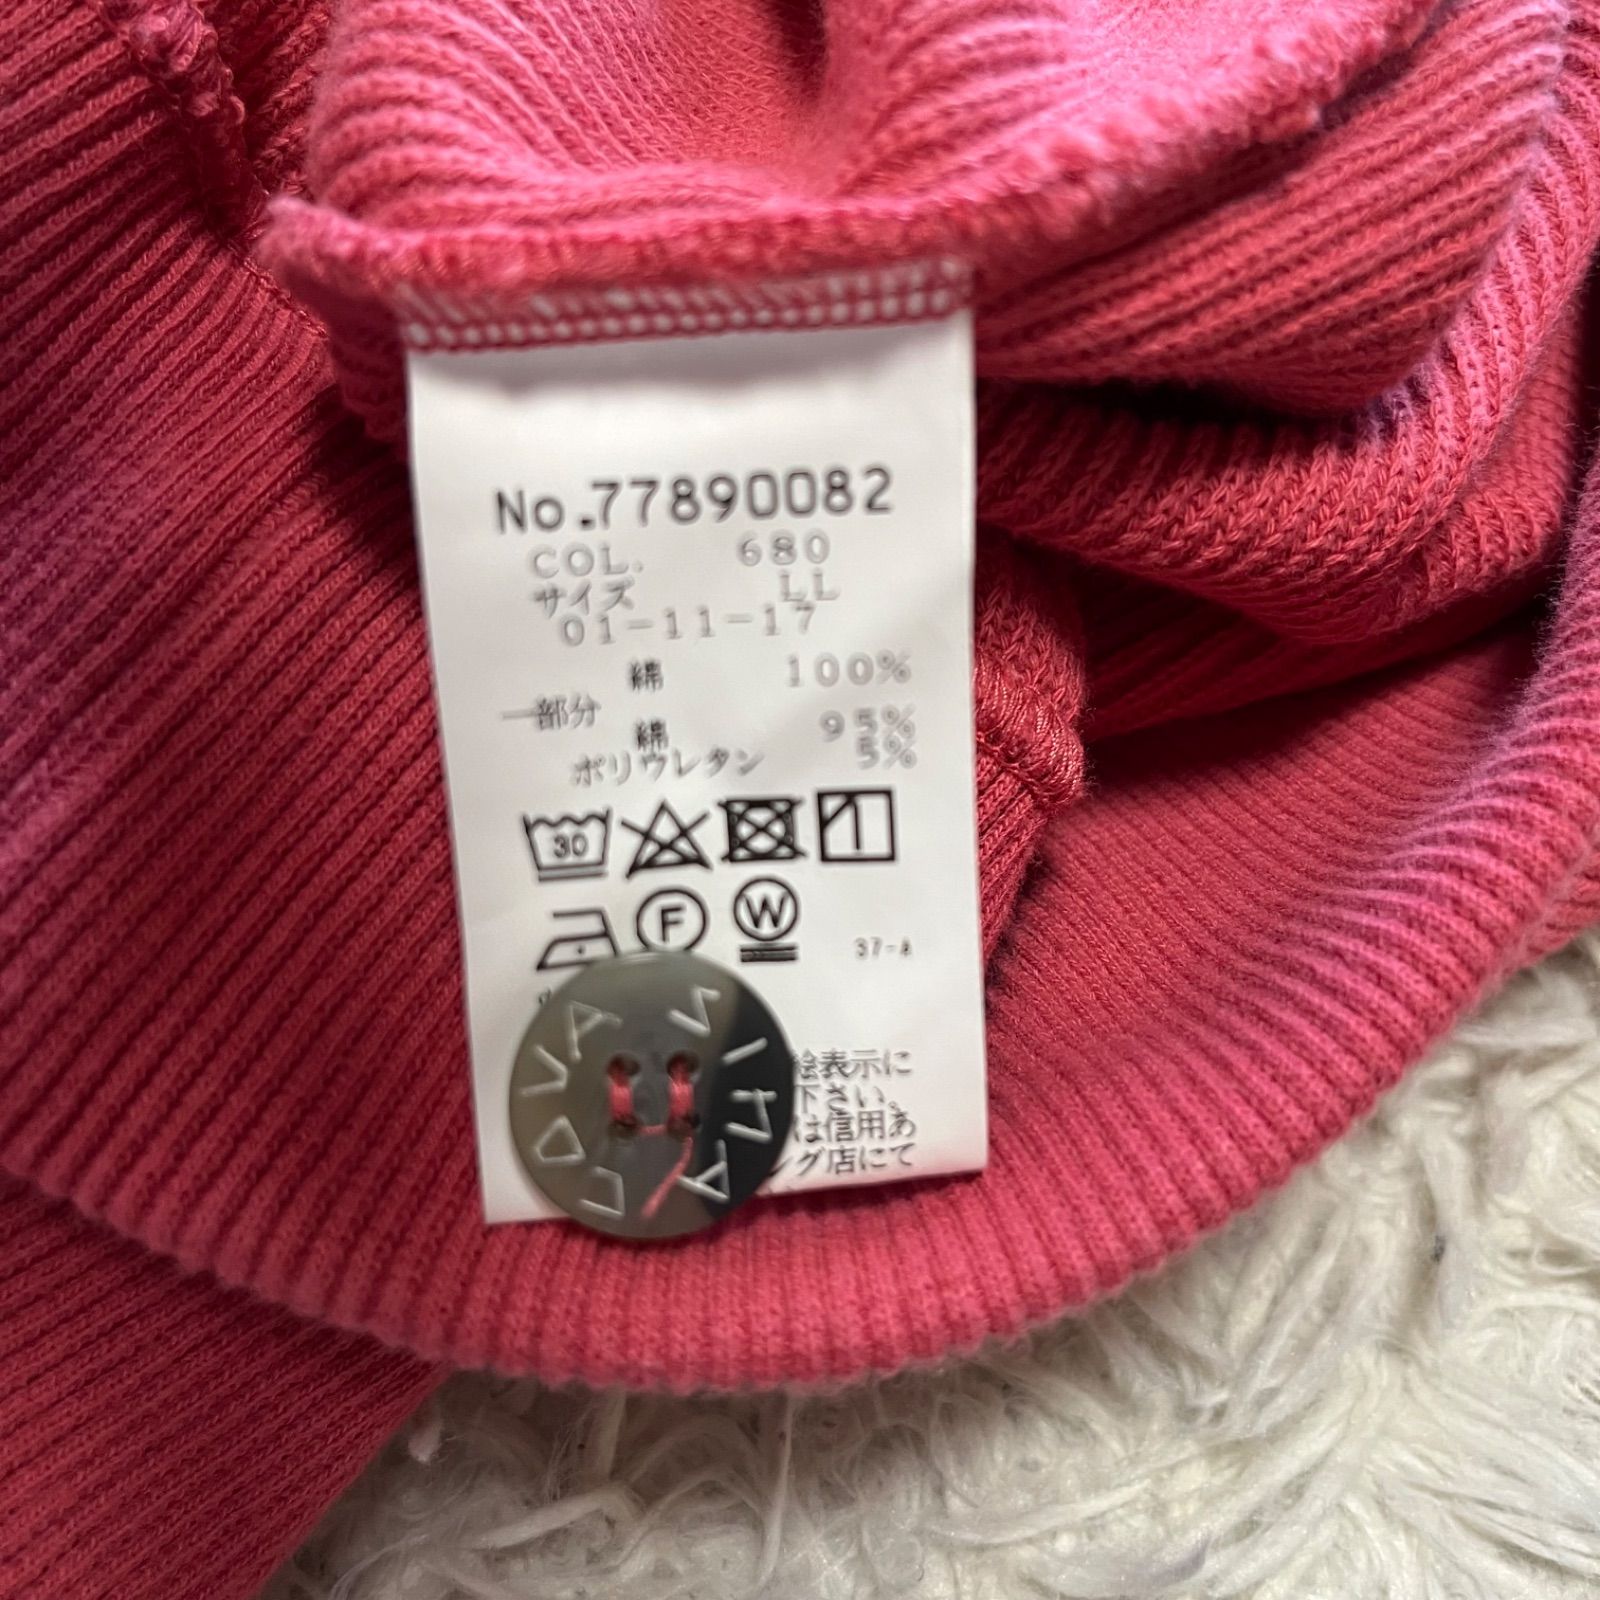 No.77890082
COL. 680
サイズ LL
01-11-17
綿 100%
一部分
綿 95%
ポリウレタン 5%
30
F W
37-A
絵表示に
下さい。
は信用あ
ング店にて